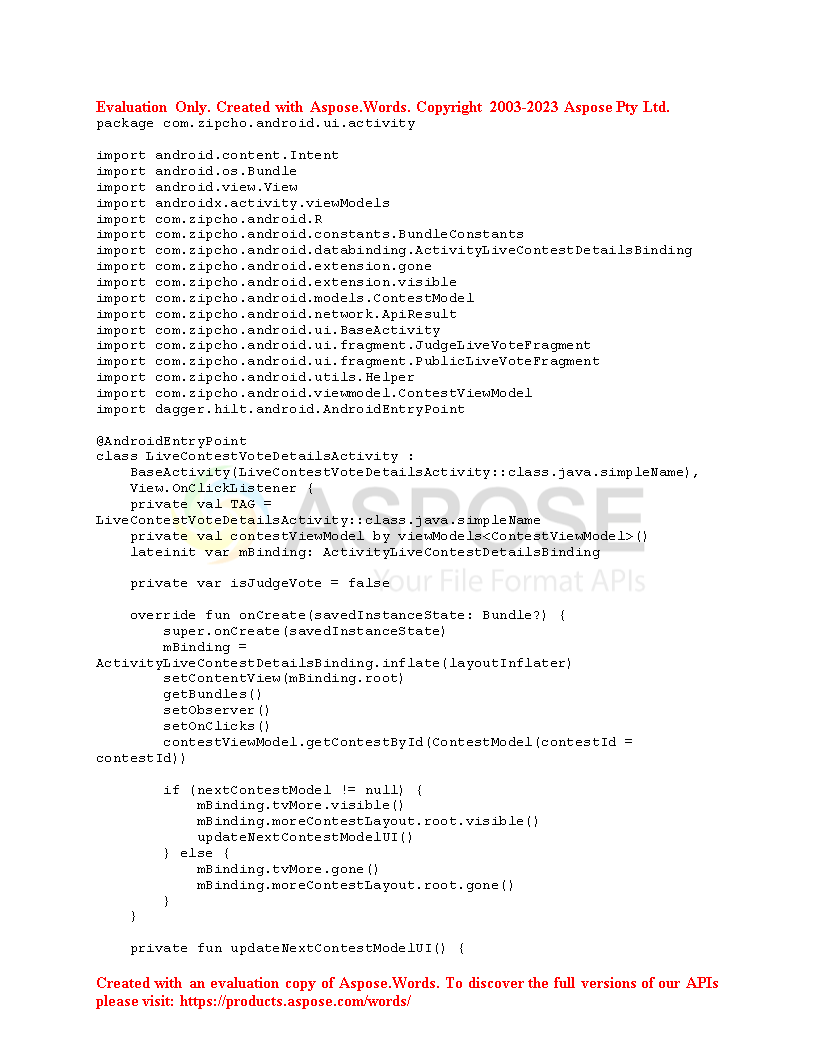 Evaluation Only. Created with Aspose.Words. Copyright 2003-2023 Aspose Pty Ltd.
package com.zipcho.android.ui.activity

import android.content.Intent
import android.os.Bundle
import android.view.View
import androidx.activity.viewModels
import com.zipcho.android.R
import com.zipcho.android.constants.BundleConstants
import com.zipcho.android.databinding.ActivityLiveContestDetailsBinding
import com.zipcho.android.extension.gone
import com.zipcho.android.extension.visible
import com.zipcho.android.models.ContestModel
import com.zipcho.android.network.ApiResult
import com.zipcho.android.ui.BaseActivity
import com.zipcho.android.ui.fragment.JudgeLiveVoteFragment
import com.zipcho.android.ui.fragment.PublicLiveVoteFragment
import com.zipcho.android.utils.Helper
import com.zipcho.android.viewmodel.ContestViewModel
import dagger.hilt.android.AndroidEntryPoint

@AndroidEntryPoint
class LiveContestVoteDetailsActivity :
    BaseActivity(LiveContestVoteDetailsActivity::class.java.simpleName),
    View.OnClickListener {
    private val TAG =
LiveContestVoteDetailsActivity::class.java.simpleName
    private val contestViewModel by viewModels<ContestViewModel>()
    lateinit var mBinding: ActivityLiveContestDetailsBinding
ASPOSE
Your File Format APIs

    private var isJudgeVote = false

    override fun onCreate(savedInstanceState: Bundle?) {
        super.onCreate(savedInstanceState)
        mBinding =
ActivityLiveContestDetailsBinding.inflate(layoutInflater)
        setContentView(mBinding.root)
        getBundles()
        setObserver()
        setOnClicks()
        contestViewModel.getContestById(ContestModel(contestId =
contestId))

        if (nextContestModel != null) {
            mBinding.tvMore.visible()
            mBinding.moreContestLayout.root.visible()
            updateNextContestModelUI()
        } else {
            mBinding.tvMore.gone()
            mBinding.moreContestLayout.root.gone()
        }
    }

    private fun updateNextContestModelUI() {

Created with an evaluation copy of Aspose.Words. To discover the full versions of our APIs
please visit: https://products.aspose.com/words/